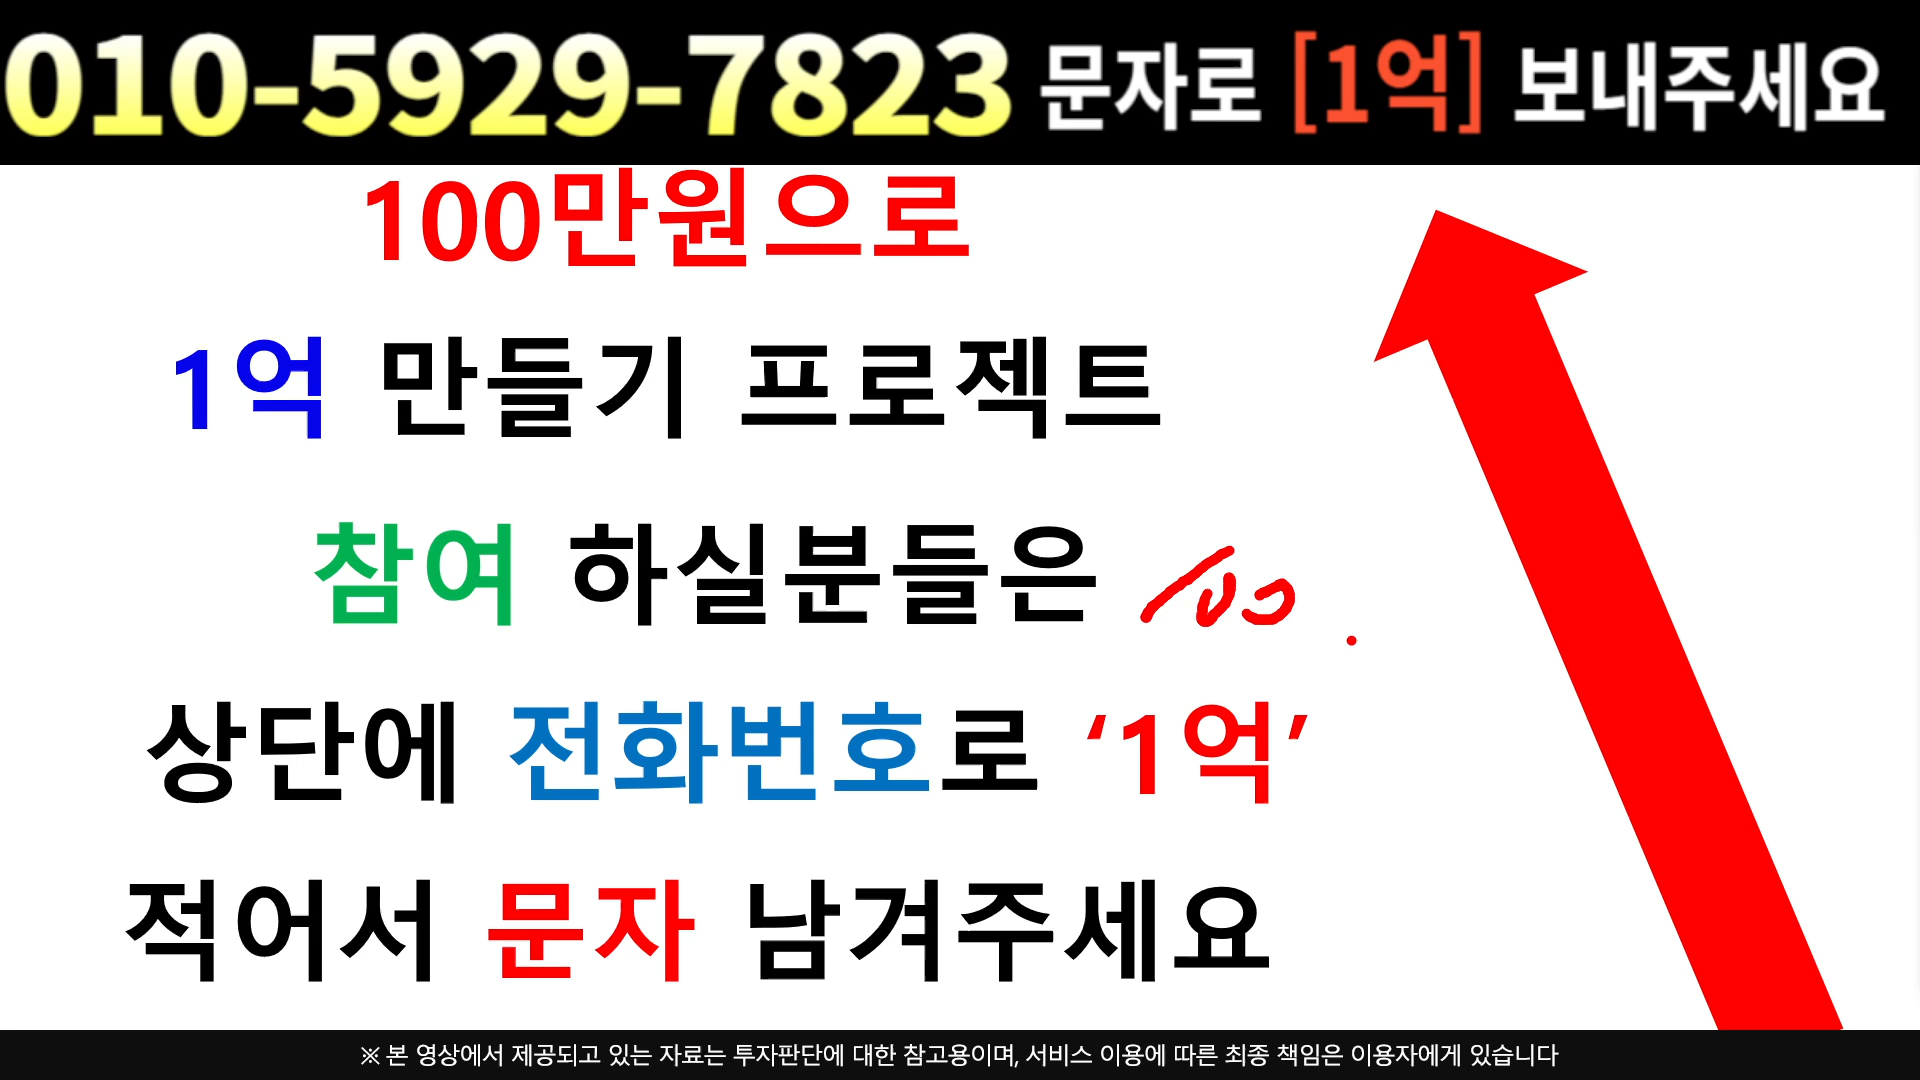 010-5929-7823 문자로 [1억] 보내주세요
100만원으로
1억 만들기 프로젝트
참여 하실분들은
상단에 전화번호로 ‘1억’
적어서 문자 남겨주세요
※ 본 영상에서 제공되고 있는 자료는 투자판단에 대한 참고용이며, 서비스 이용에 따른 최종 책임은 이용자에게 있습니다